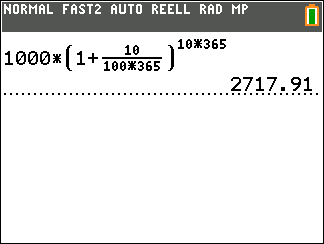 NORMAL FAST2 AUTO REELL RAD MP
1000*(1+10/(100*365))^(10*365)
2717.91